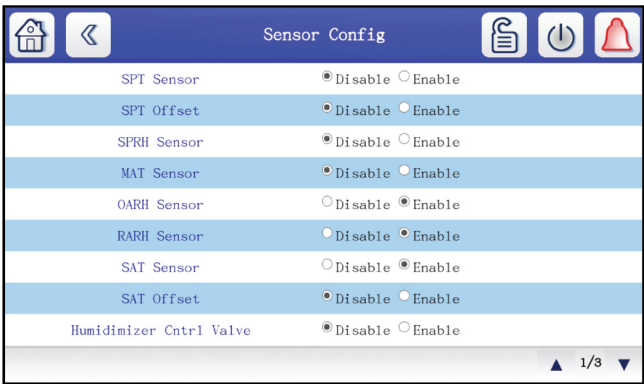 Sensor Config
SPT Sensor Disable Enable
SPT Offset Disable Enable
SPRH Sensor Disable Enable
MAT Sensor Disable Enable
OARH Sensor Disable Enable
RARH Sensor Disable Enable
SAT Sensor Disable Enable
SAT Offset Disable Enable
Humidimizer Cntrl Valve Disable Enable
1/3